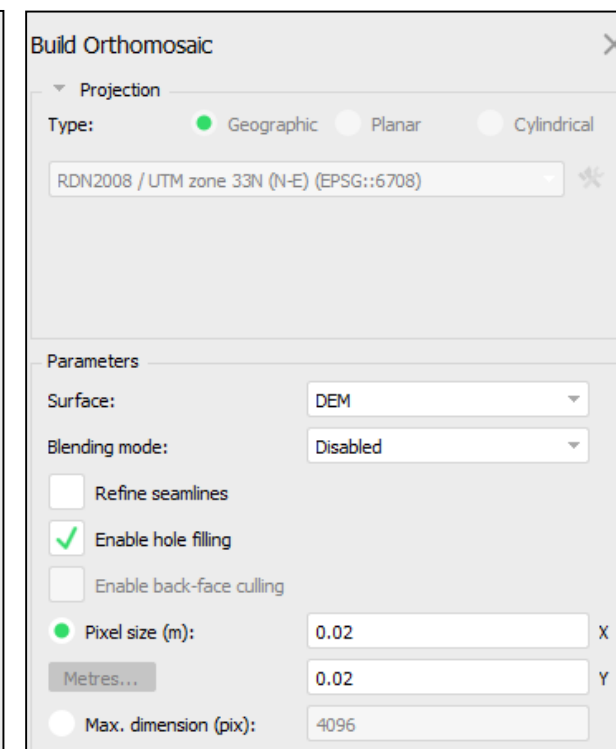 Build Orthomosaic
Projection
Type: Geographic Planar Cylindrical
RDN2008 / UTM zone 33N (N-E) (EPSG::6708)
Parameters
Surface: DEM
Blending mode: Disabled
Refine seamlines
Enable hole filling
Enable back-face culling
Pixel size (m): 0.02 X
Metres... 0.02 Y
Max. dimension (pix): 4096